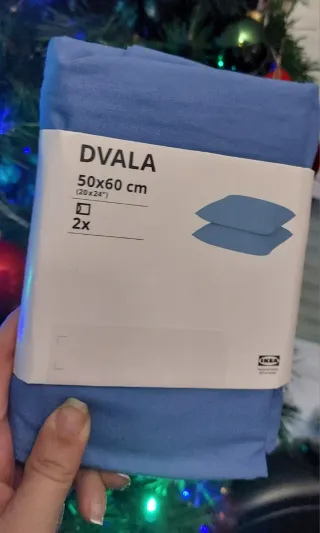 DVALA
50x60 cm
(20x24")
2x
IKEA